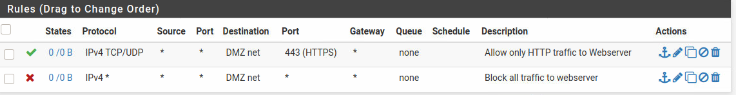 Rules (Drag to Change Order)
States Protocol Source Port Destination Port Gateway Queue Schedule Description Actions
0 /0 B IPv4 TCP/UDP * * DMZ net 443 (HTTPS) * none Allow only HTTP traffic to Webserver
0 /0 B IPv4 * * * DMZ net * * none Block all traffic to webserver